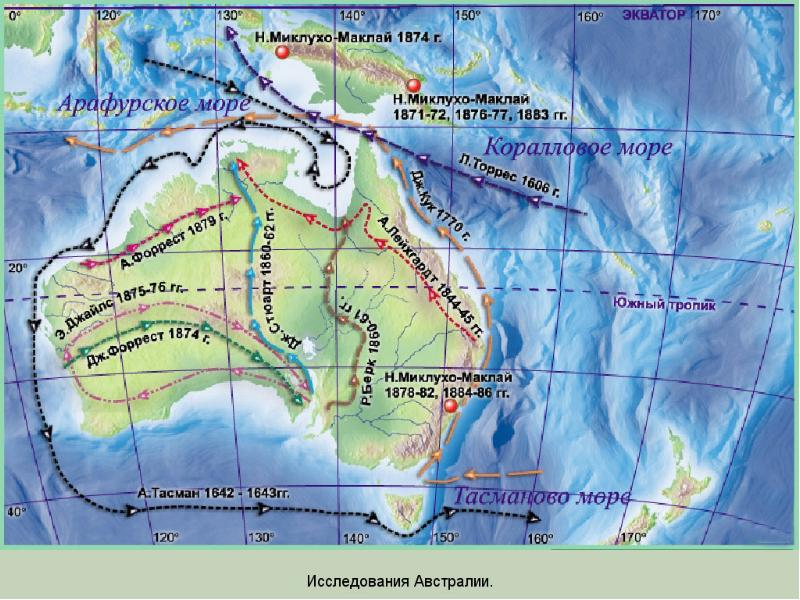 0° 120° 130° 140° 150° 160° ЭКВАТОР 170°
Н.Миклухо-Маклай 1874 г.
Арафурское море
Н.Миклухо-Маклай
1871-72, 1876-77, 1883 гг.
Коралловое море
Л.Торрес 1606 г.
Дж.Кук 1770 г.
А.Форрест 1879 г.
Дж.Стюарт 1860-62 гг.
А.Лейхгардт 1844-45 гг.
20°
Э.Джайлс 1875-76 гг.
Южный тропик
Дж.Форрест 1874 г.
Р.Берк 1860-61 гг.
Н.Миклухо-Маклай
1878-82, 1884-86 гг.
А.Тасман 1642 - 1643гг.
Тасманово море
40°
120° 130° 140° 150° 160° 170°
Исследования Австралии.